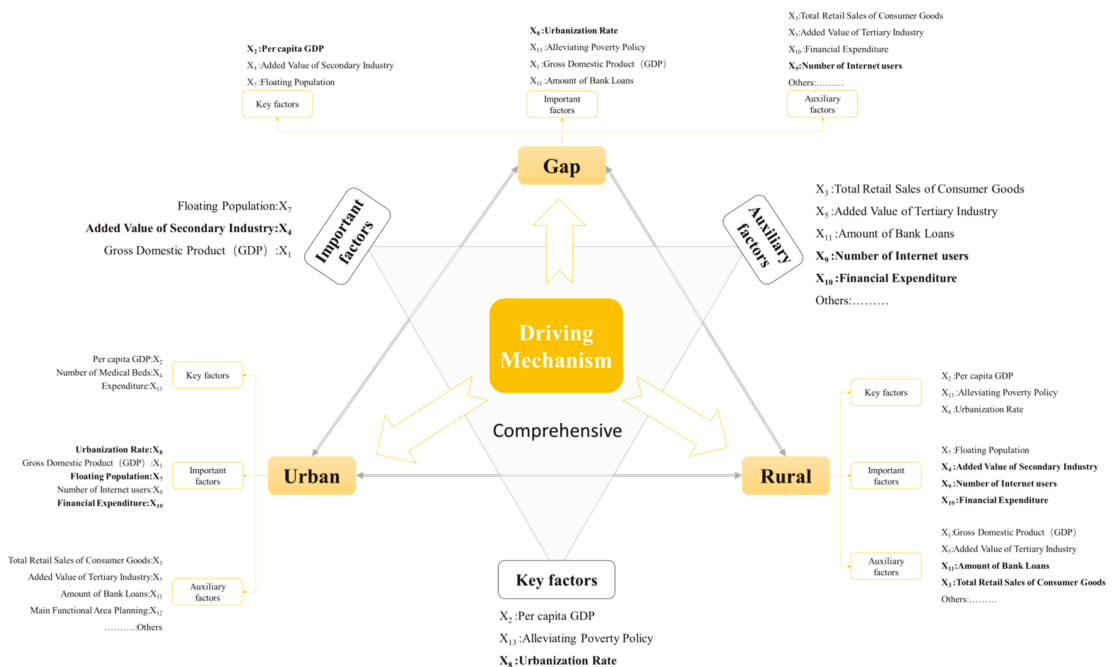 X₂:Per capita GDP
X₄:Added Value of Secondary Industry
X₇:Floating Population
Key factors
X₈:Urbanization Rate
X₁₃:Alleviating Poverty Policy
X₁:Gross Domestic Product（GDP）
X₁₁:Amount of Bank Loans
Important
factors
X₃:Total Retail Sales of Consumer Goods
X₅:Added Value of Tertiary Industry
X₁₀:Financial Expenditure
X₉:Number of Internet users
Others:………
Auxiliary
factors
Gap
Floating Population:X₇
Added Value of Secondary Industry:X₄
Gross Domestic Product（GDP）:X₁
Important
factors
Auxiliary
factors
X₃:Total Retail Sales of Consumer Goods
X₅:Added Value of Tertiary Industry
X₁₁:Amount of Bank Loans
X₉:Number of Internet users
X₁₀:Financial Expenditure
Others:………
Driving
Mechanism
Comprehensive
Per capita GDP:X₂
Number of Medical Beds:X₄
Expenditure:X₁₃
Key factors
Urbanization Rate:X₈
Gross Domestic Product（GDP）:X₁
Floating Population:X₇
Number of Internet users:X₉
Financial Expenditure:X₁₀
Important
factors
Urban
Total Retail Sales of Consumer Goods:X₃
Added Value of Tertiary Industry:X₅
Amount of Bank Loans:X₁₁
Main Functional Area Planning:X₁₂
……….:Others
Auxiliary
factors
Rural
Key factors
X₂:Per capita GDP
X₁₃:Alleviating Poverty Policy
X₈:Urbanization Rate
Important
factors
X₇:Floating Population
X₄:Added Value of Secondary Industry
X₉:Number of Internet users
X₁₀:Financial Expenditure
Auxiliary
factors
X₁:Gross Domestic Product（GDP）
X₅:Added Value of Tertiary Industry
X₁₁:Amount of Bank Loans
X₃:Total Retail Sales of Consumer Goods
Others:………
Key factors
X₂:Per capita GDP
X₁₃:Alleviating Poverty Policy
X₈:Urbanization Rate